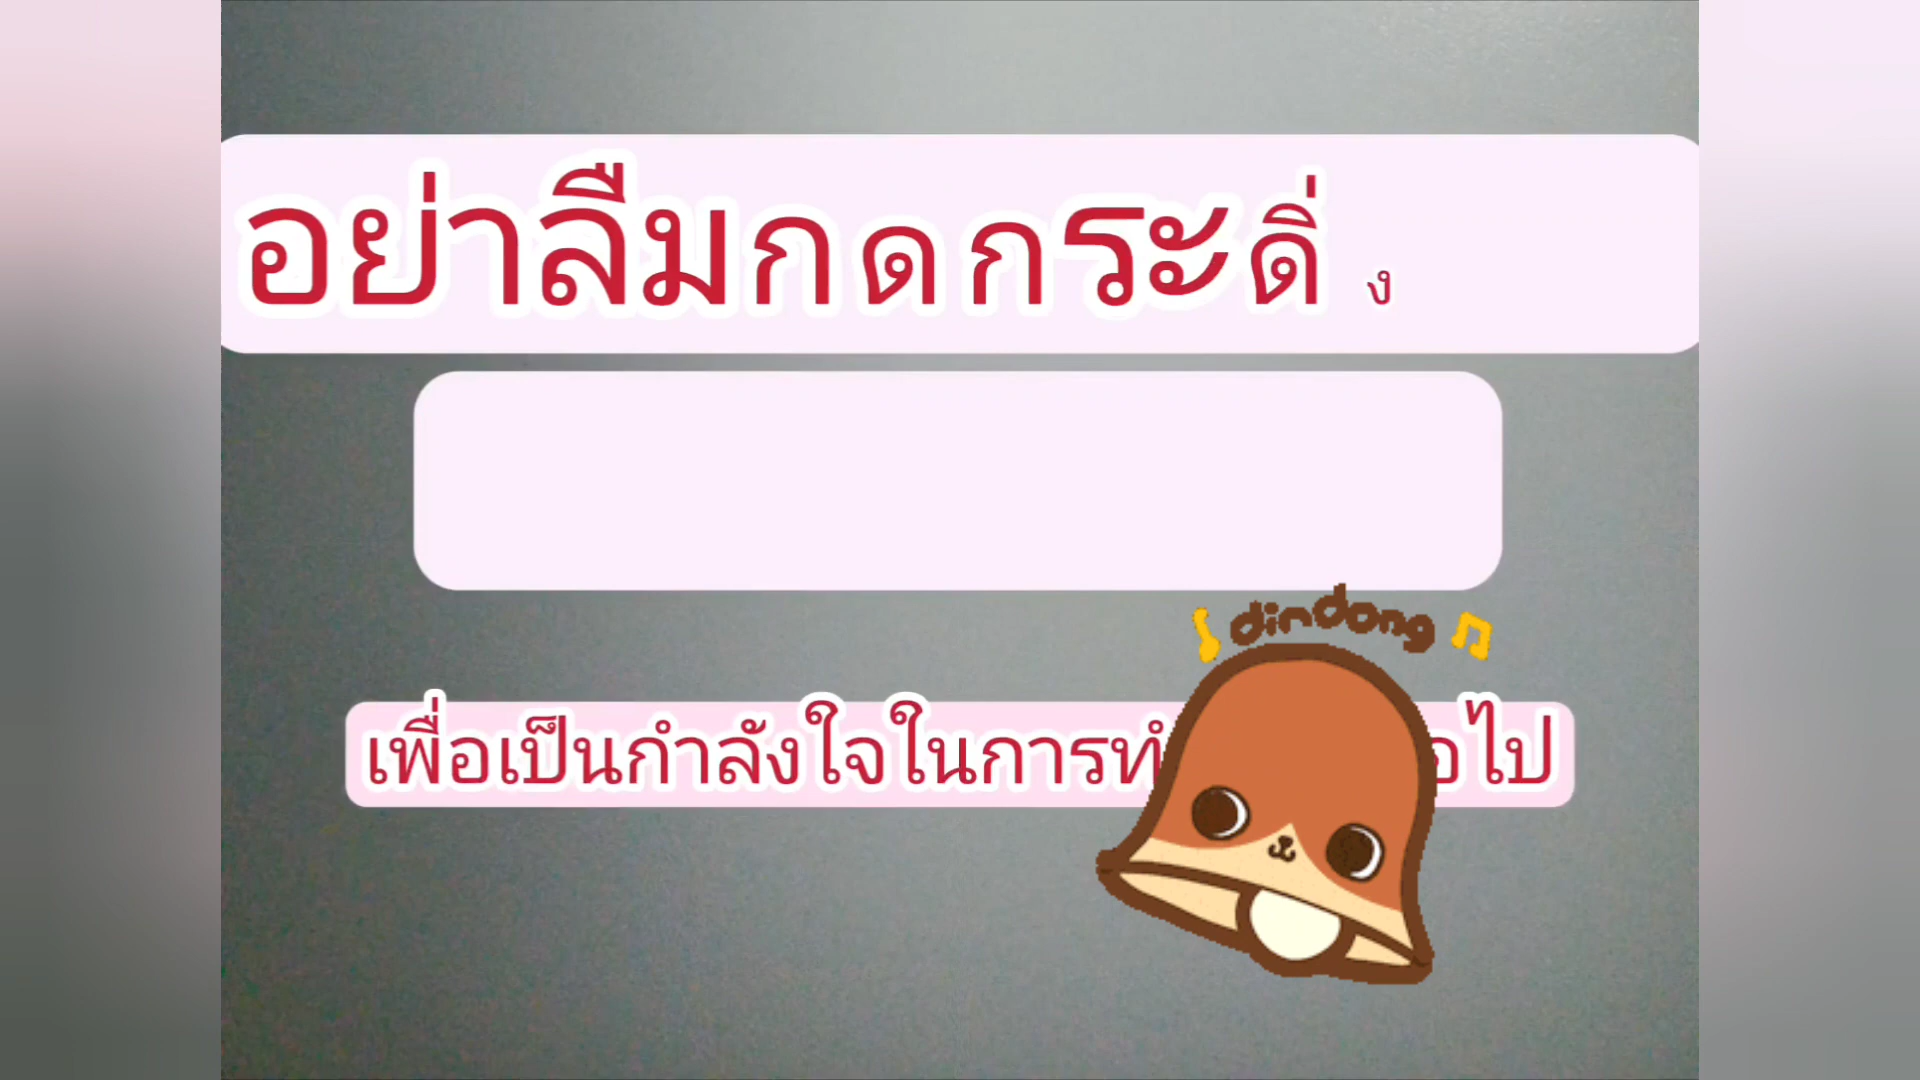 อย่าลืมกดกระดิ่ง
dindong
เพื่อเป็นกำลังใจในการทำ
ไป